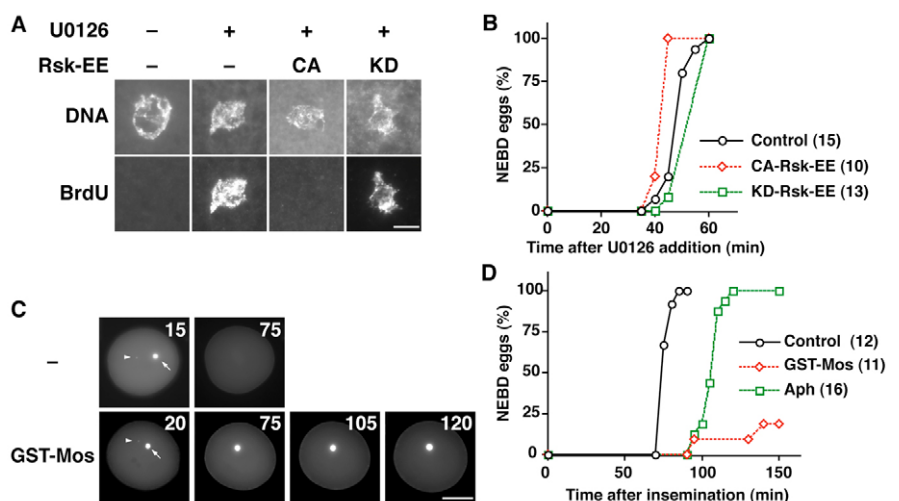 A
U0126 – + + +
Rsk-EE – – CA KD
DNA
BrdU
B
NEBD eggs (%)
100
75
50
25
0
0 20 40 60
Time after U0126 addition (min)
Control (15)
CA-Rsk-EE (10)
KD-Rsk-EE (13)
C
– 15 75
GST-Mos 20 75 105 120
D
NEBD eggs (%)
100
75
50
25
0
0 50 100 150
Time after insemination (min)
Control (12)
GST-Mos (11)
Aph (16)